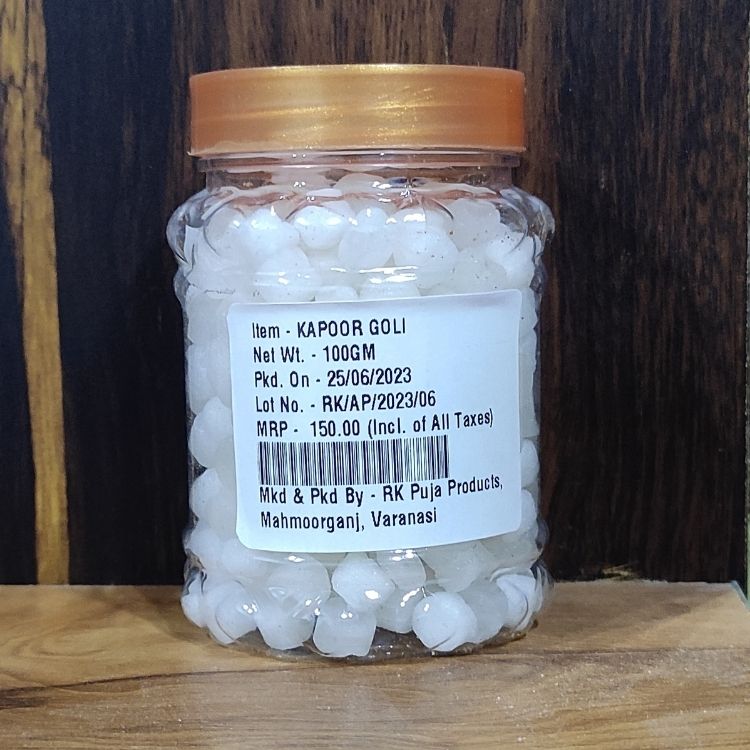 Item - KAPOOR GOLI
Net Wt. - 100GM
Pkd. On - 25/06/2023
Lot No. - RK/AP/2023/06
MRP - 150.00 (Incl. of All Taxes)
Mkd & Pkd By - RK Puja Products,
Mahmoorganj, Varanasi